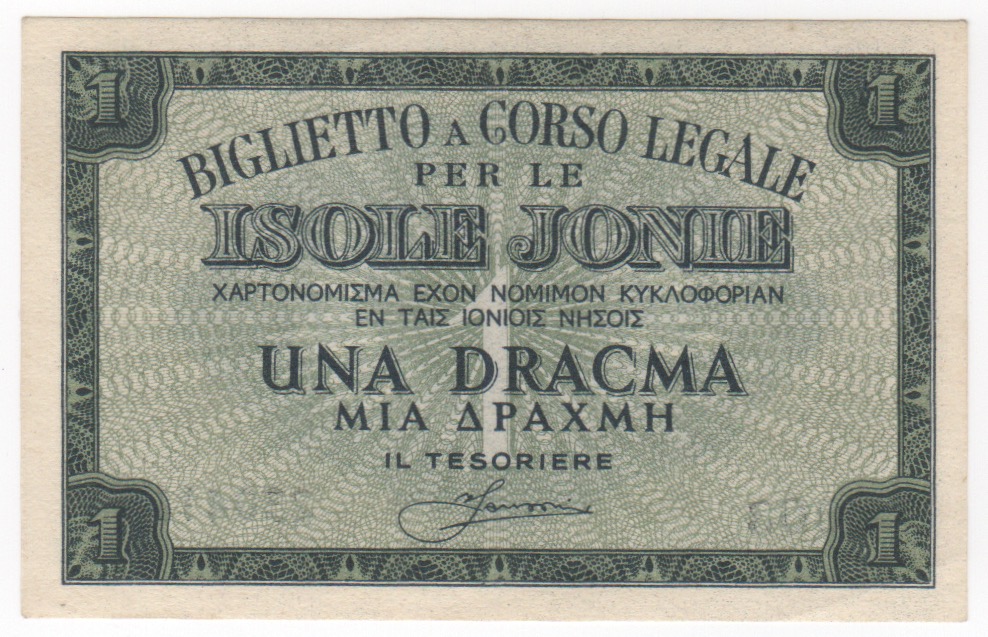 1 1
BIGLIETTO A CORSO LEGALE
PER LE
ISOLE JONIE
ΧΑΡΤΟΝΟΜΙΣΜΑ ΕΧΟΝ ΝΟΜΙΜΟΝ ΚΥΚΛΟΦΟΡΙΑΝ
ΕΝ ΤΑΙΣ ΙΟΝΙΟΙΣ ΝΗΣΟΙΣ
UNA DRACMA
ΜΙΑ ΔΡΑΧΜΗ
IL TESORIERE
1 1